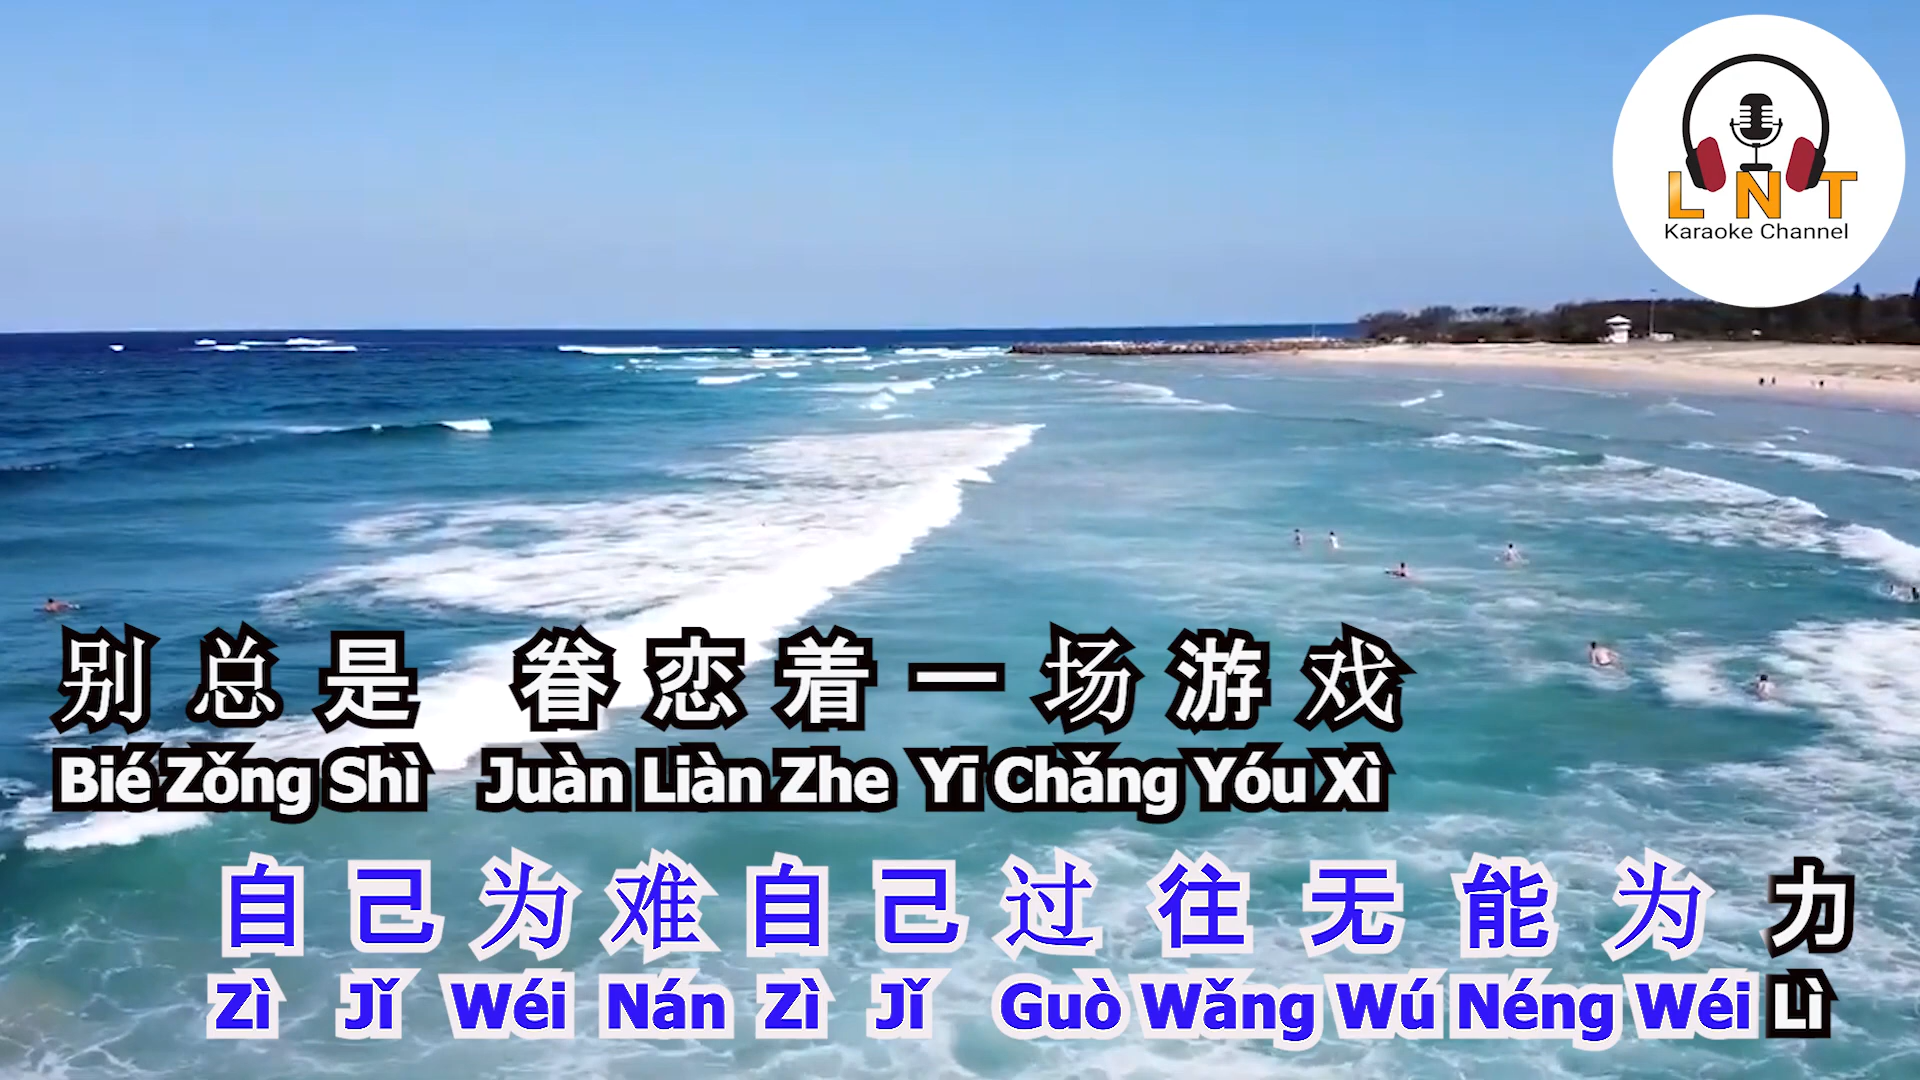 L N T
Karaoke Channel
别总是 眷恋着一场游戏
Bié Zǒng Shì Juàn Liàn Zhe Yī Chǎng Yóu Xì
自己为难自己过往无能为力
Zì Jǐ Wéi Nán Zì Jǐ Guò Wǎng Wú Néng Wéi Lì